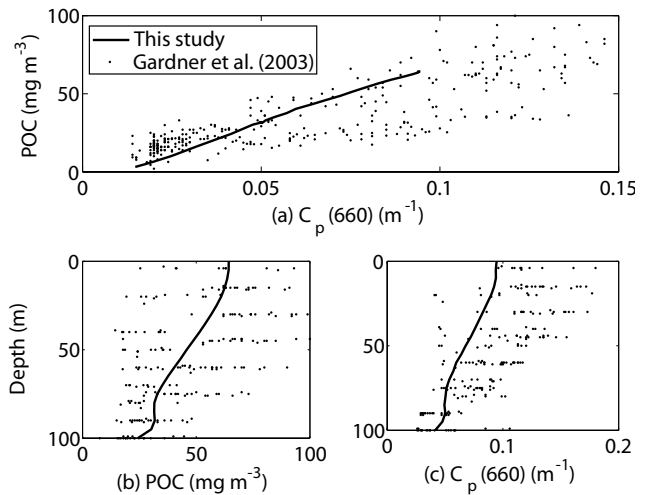 100
50
0
POC (mg m⁻³)
This study
Gardner et al. (2003)
0
0.05
0.1
0.15
(a) C_p (660) (m⁻¹)
0
50
100
Depth (m)
0
50
100
(b) POC (mg m⁻³)
0
50
100
0
0.1
0.2
(c) C_p (660) (m⁻¹)